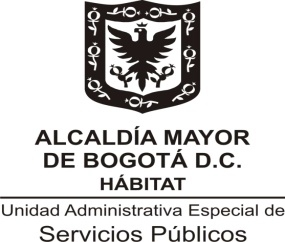 ALCALDÍA MAYOR
DE BOGOTÁ D.C.
HÁBITAT
Unidad Administrativa Especial de
Servicios Públicos